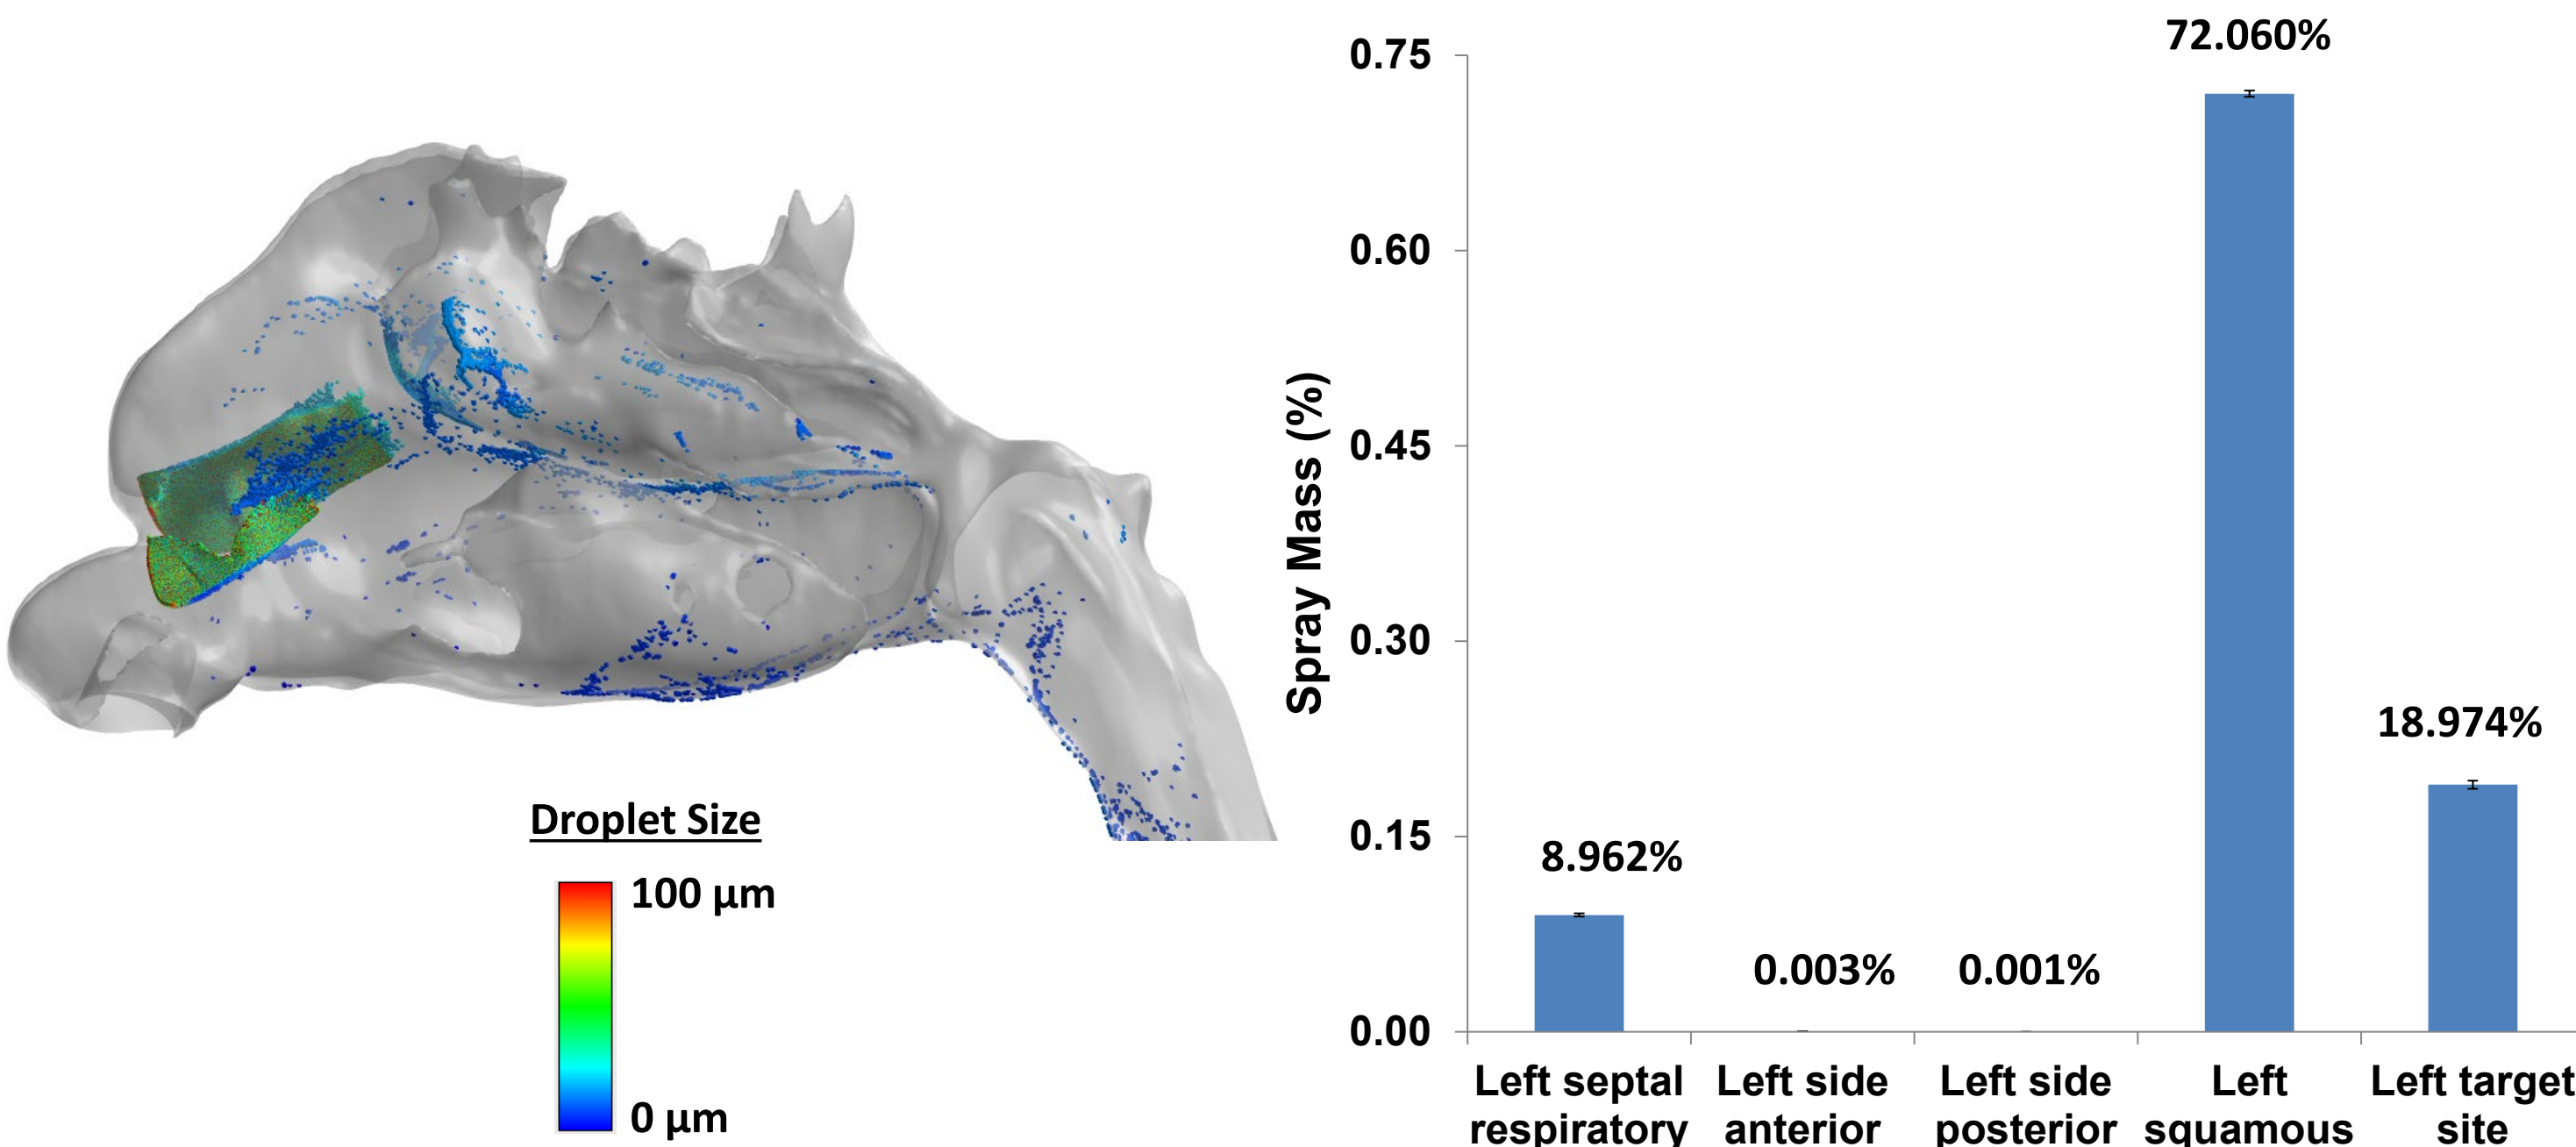 Droplet Size
100 μm
0 μm
Spray Mass (%)
0.75
0.60
0.45
0.30
0.15
0.00
8.962%
0.003%
0.001%
72.060%
18.974%
Left septal
respiratory
Left side
anterior
Left side
posterior
Left
squamous
Left target
site